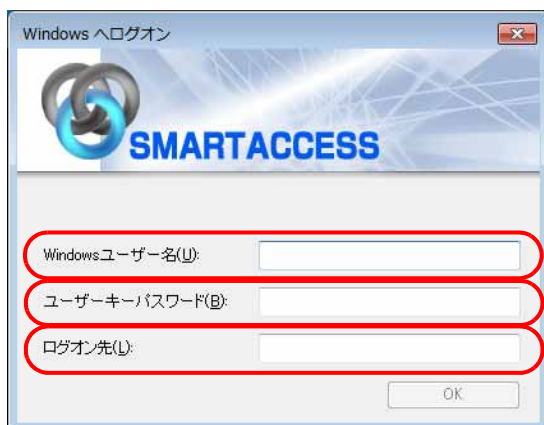 Windows へログオン
SMARTACCESS
Windowsユーザー名(U):
ユーザーキーパスワード(B):
ログオン先(L):
OK